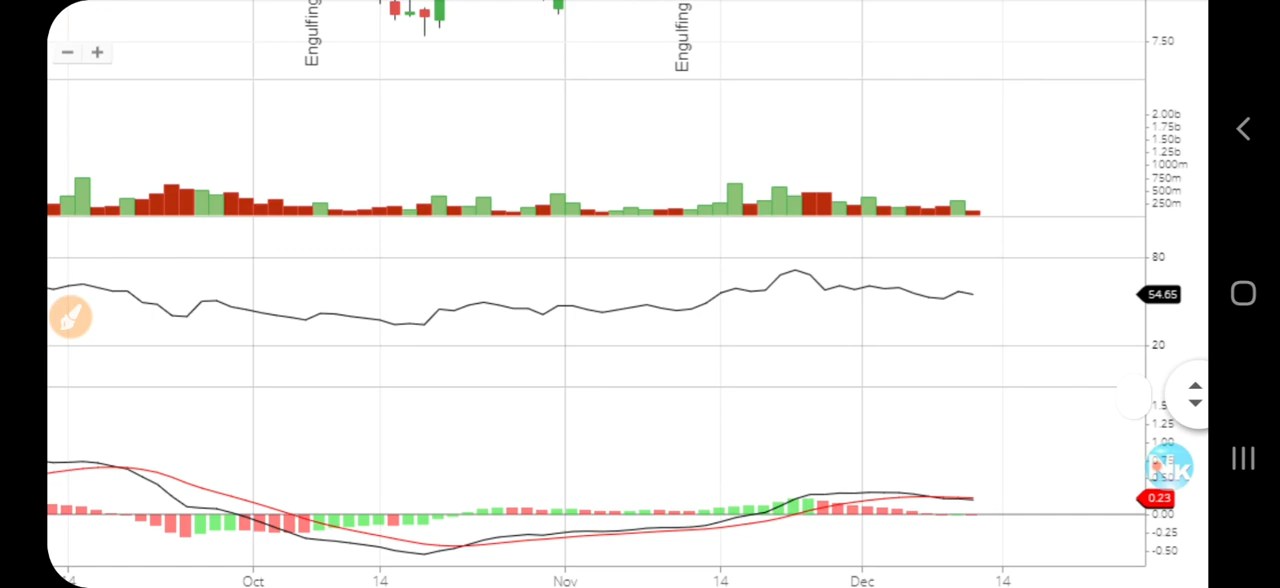 Engulfing
Engulfing
7.50
2.00b
1.75b
1.50b
1.25b
1000m
750m
500m
250m
80
54.65
20
1.25
1.00
0.23
0.00
-0.25
-0.50
Oct
14
Nov
14
Dec
14